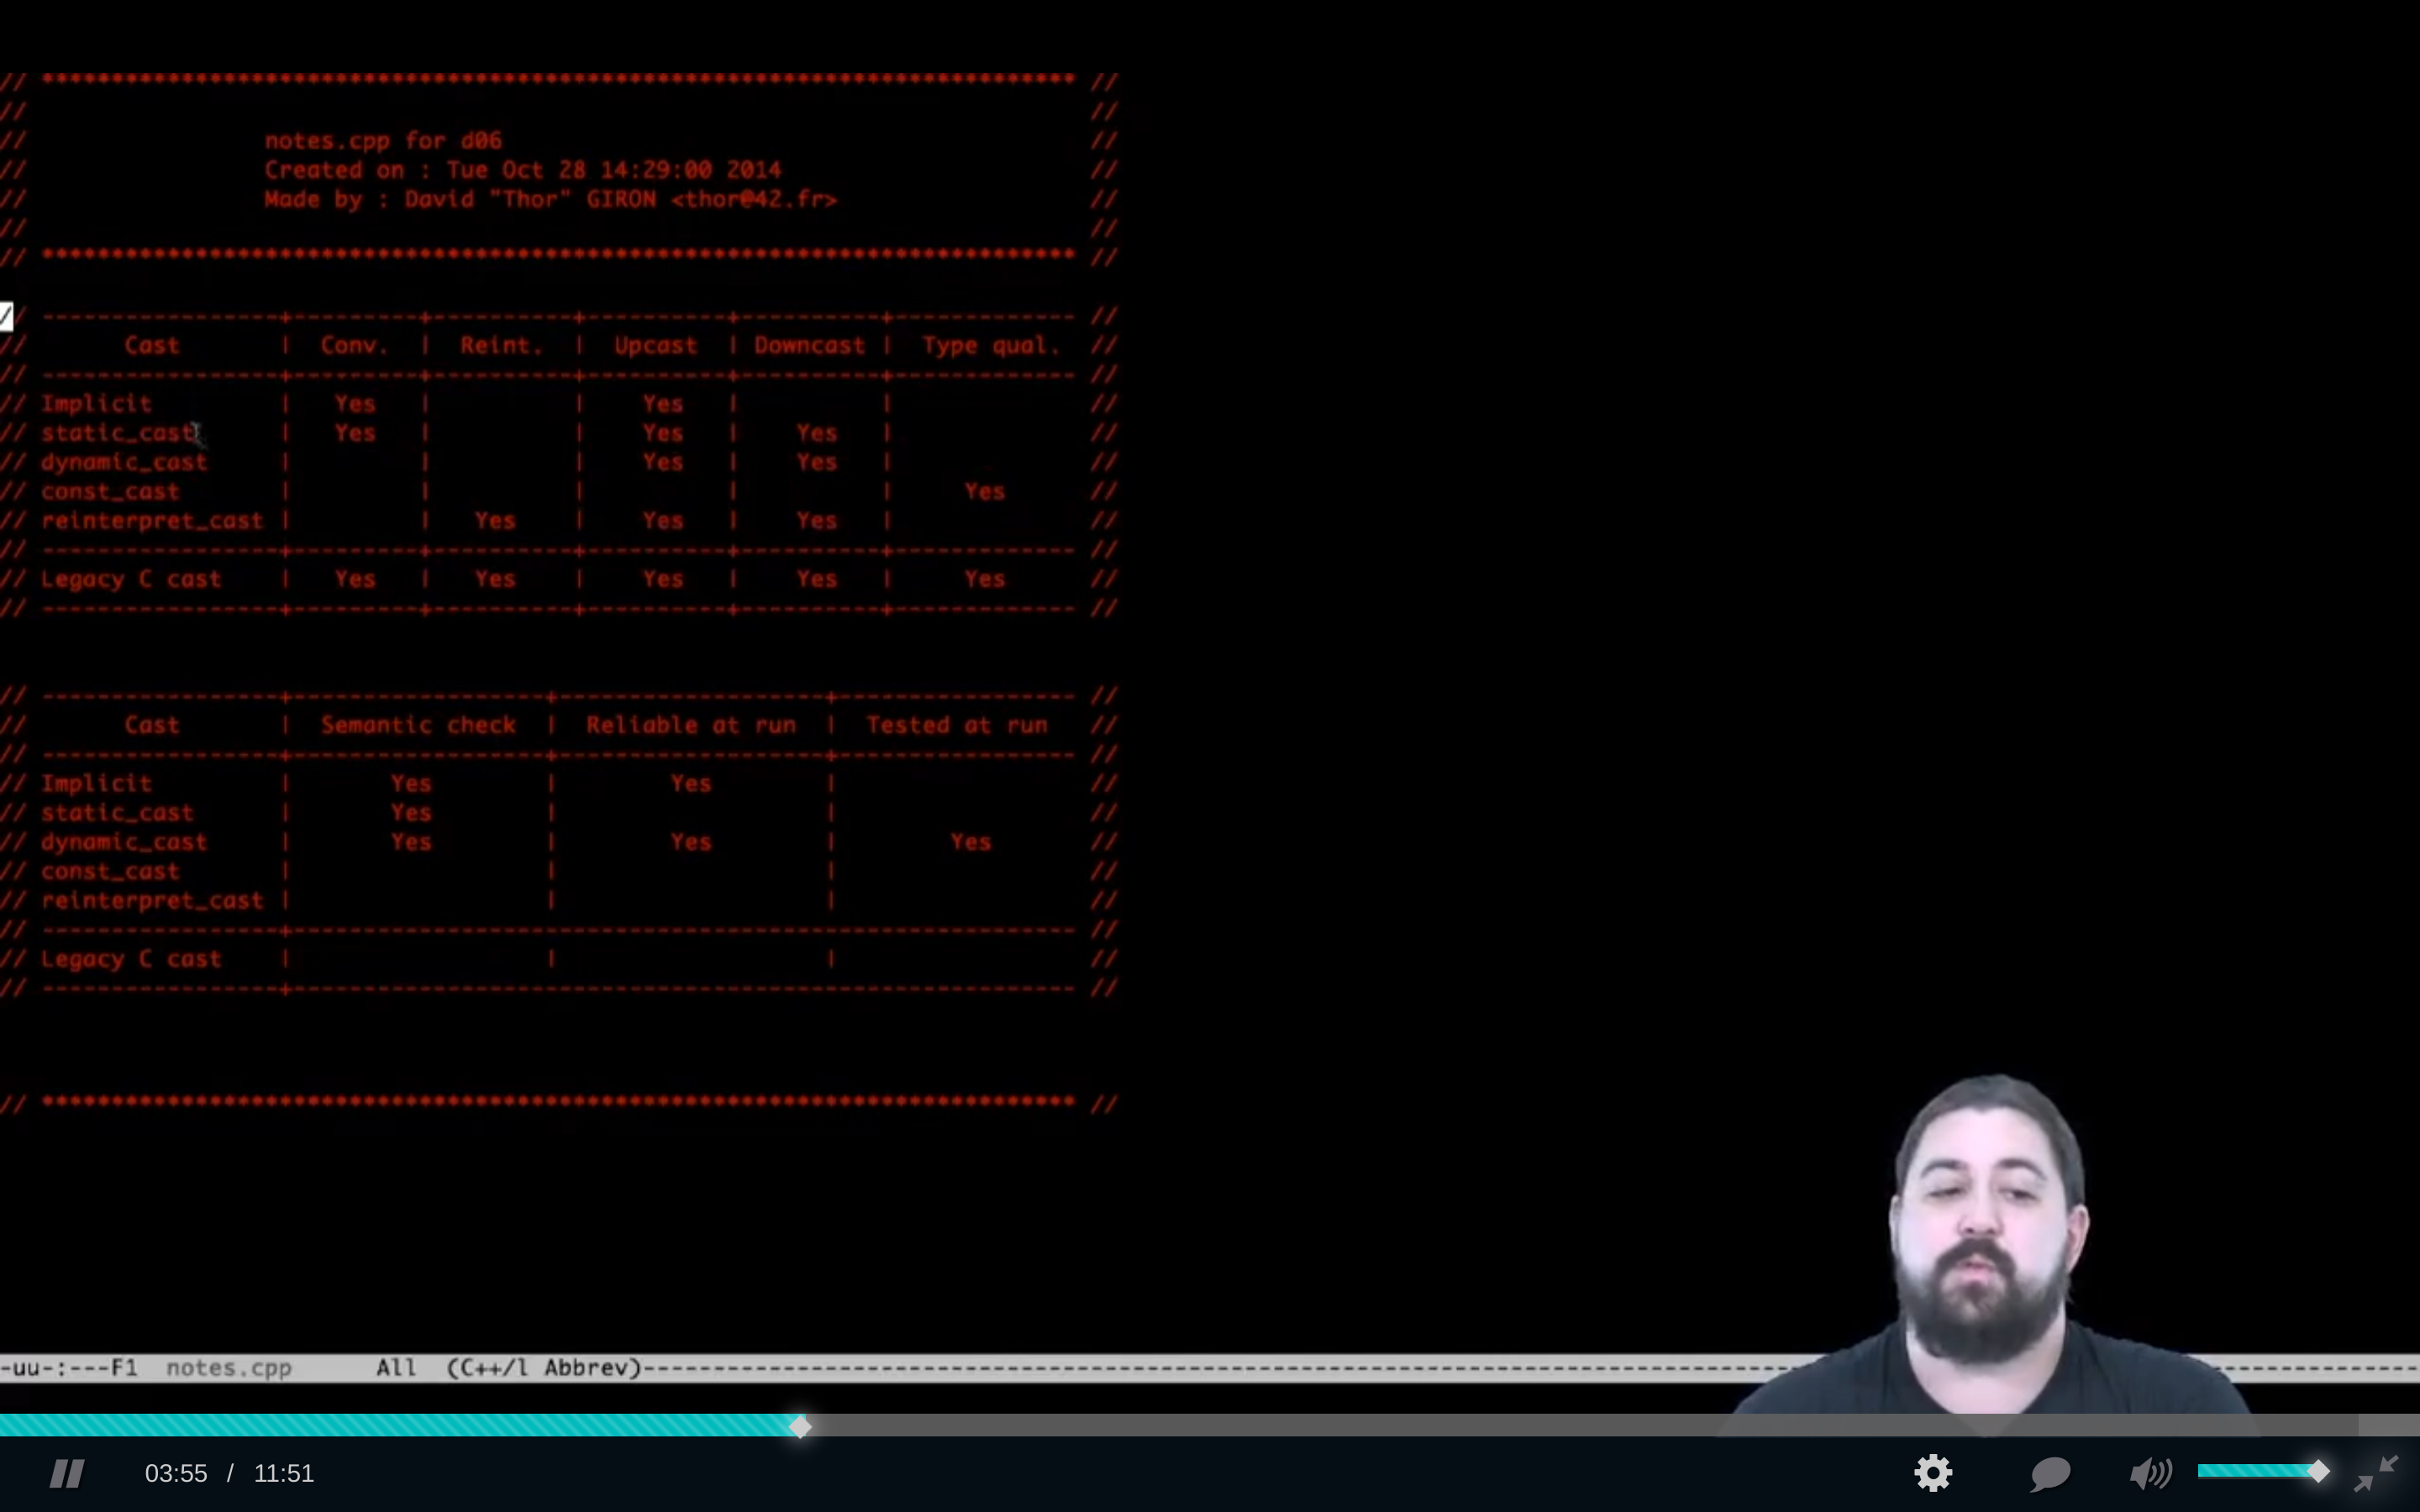 // ************************************************************************** //
// //
// notes.cpp for d06 //
// Created on : Tue Oct 28 14:29:00 2014 //
// Made by : David "Thor" GIRON <thor@42.fr> //
// //
// ************************************************************************** //
// -----------------+---------+----------+----------+----------+------------- //
// Cast | Conv. | Reint. | Upcast | Downcast | Type qual. //
// -----------------+---------+----------+----------+----------+------------- //
// Implicit | Yes | | Yes | | //
// static_cast | Yes | | Yes | Yes | //
// dynamic_cast | | | Yes | Yes | //
// const_cast | | | | | Yes //
// reinterpret_cast | | Yes | Yes | Yes | //
// -----------------+---------+----------+----------+----------+------------- //
// Legacy C cast | Yes | Yes | Yes | Yes | Yes //
// -----------------+---------+----------+----------+----------+------------- //
// -----------------+------------------+-------------------+----------------- //
// Cast | Semantic check | Reliable at run | Tested at run //
// -----------------+------------------+-------------------+----------------- //
// Implicit | Yes | Yes | //
// static_cast | Yes | | //
// dynamic_cast | Yes | Yes | Yes //
// const_cast | | | //
// reinterpret_cast | | | //
// -----------------+-------------------------------------------------------- //
// Legacy C cast | | | //
// -----------------+-------------------------------------------------------- //
// ************************************************************************** //
-uu-:---F1 notes.cpp All (C++/l Abbrev)----------
03:55 / 11:51